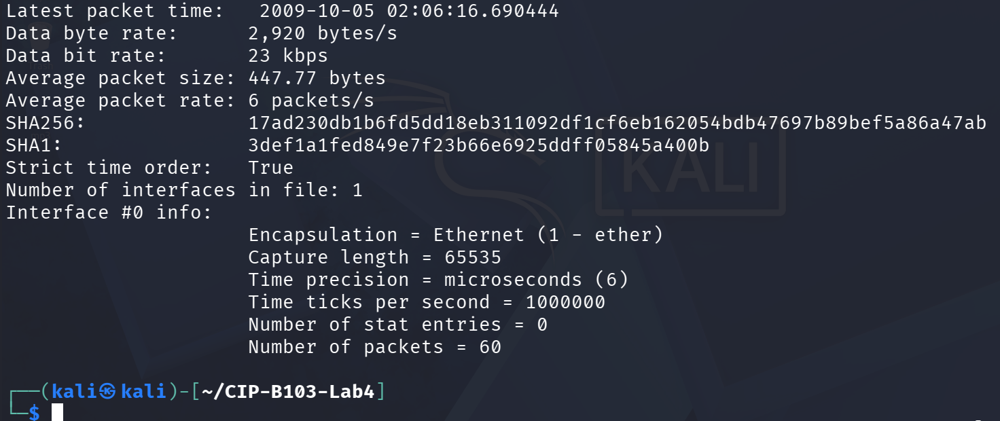 Latest packet time:   2009-10-05 02:06:16.690444
Data byte rate:      2,920 bytes/s
Data bit rate:       23 kbps
Average packet size: 447.77 bytes
Average packet rate: 6 packets/s
SHA256:              17ad230db1b6fd5dd18eb311092df1cf6eb162054bdb47697b89bef5a86a47ab
SHA1:                3def1a1fed849e7f23b66e6925ddff05845a400b
Strict time order:   True
Number of interfaces in file: 1
Interface #0 info:
                     Encapsulation = Ethernet (1 - ether)
                     Capture length = 65535
                     Time precision = microseconds (6)
                     Time ticks per second = 1000000
                     Number of stat entries = 0
                     Number of packets = 60
┌──(kali㉿kali)-[~/CIP-B103-Lab4]
└─$
KALI